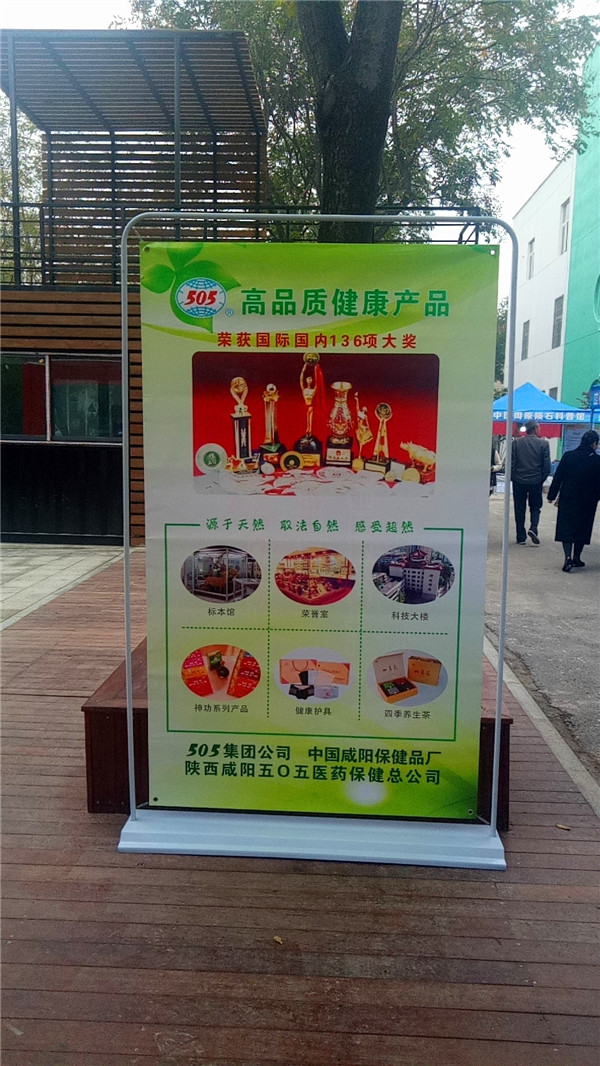 505 ®
高品质健康产品
荣获国际国内136项大奖
源于天然 取法自然 感受超然
标本馆 荣誉室 科技大楼
神功系列产品 健康护具 四季养生茶
505集团公司 中国咸阳保健品厂
陕西咸阳五〇五医药保健总公司